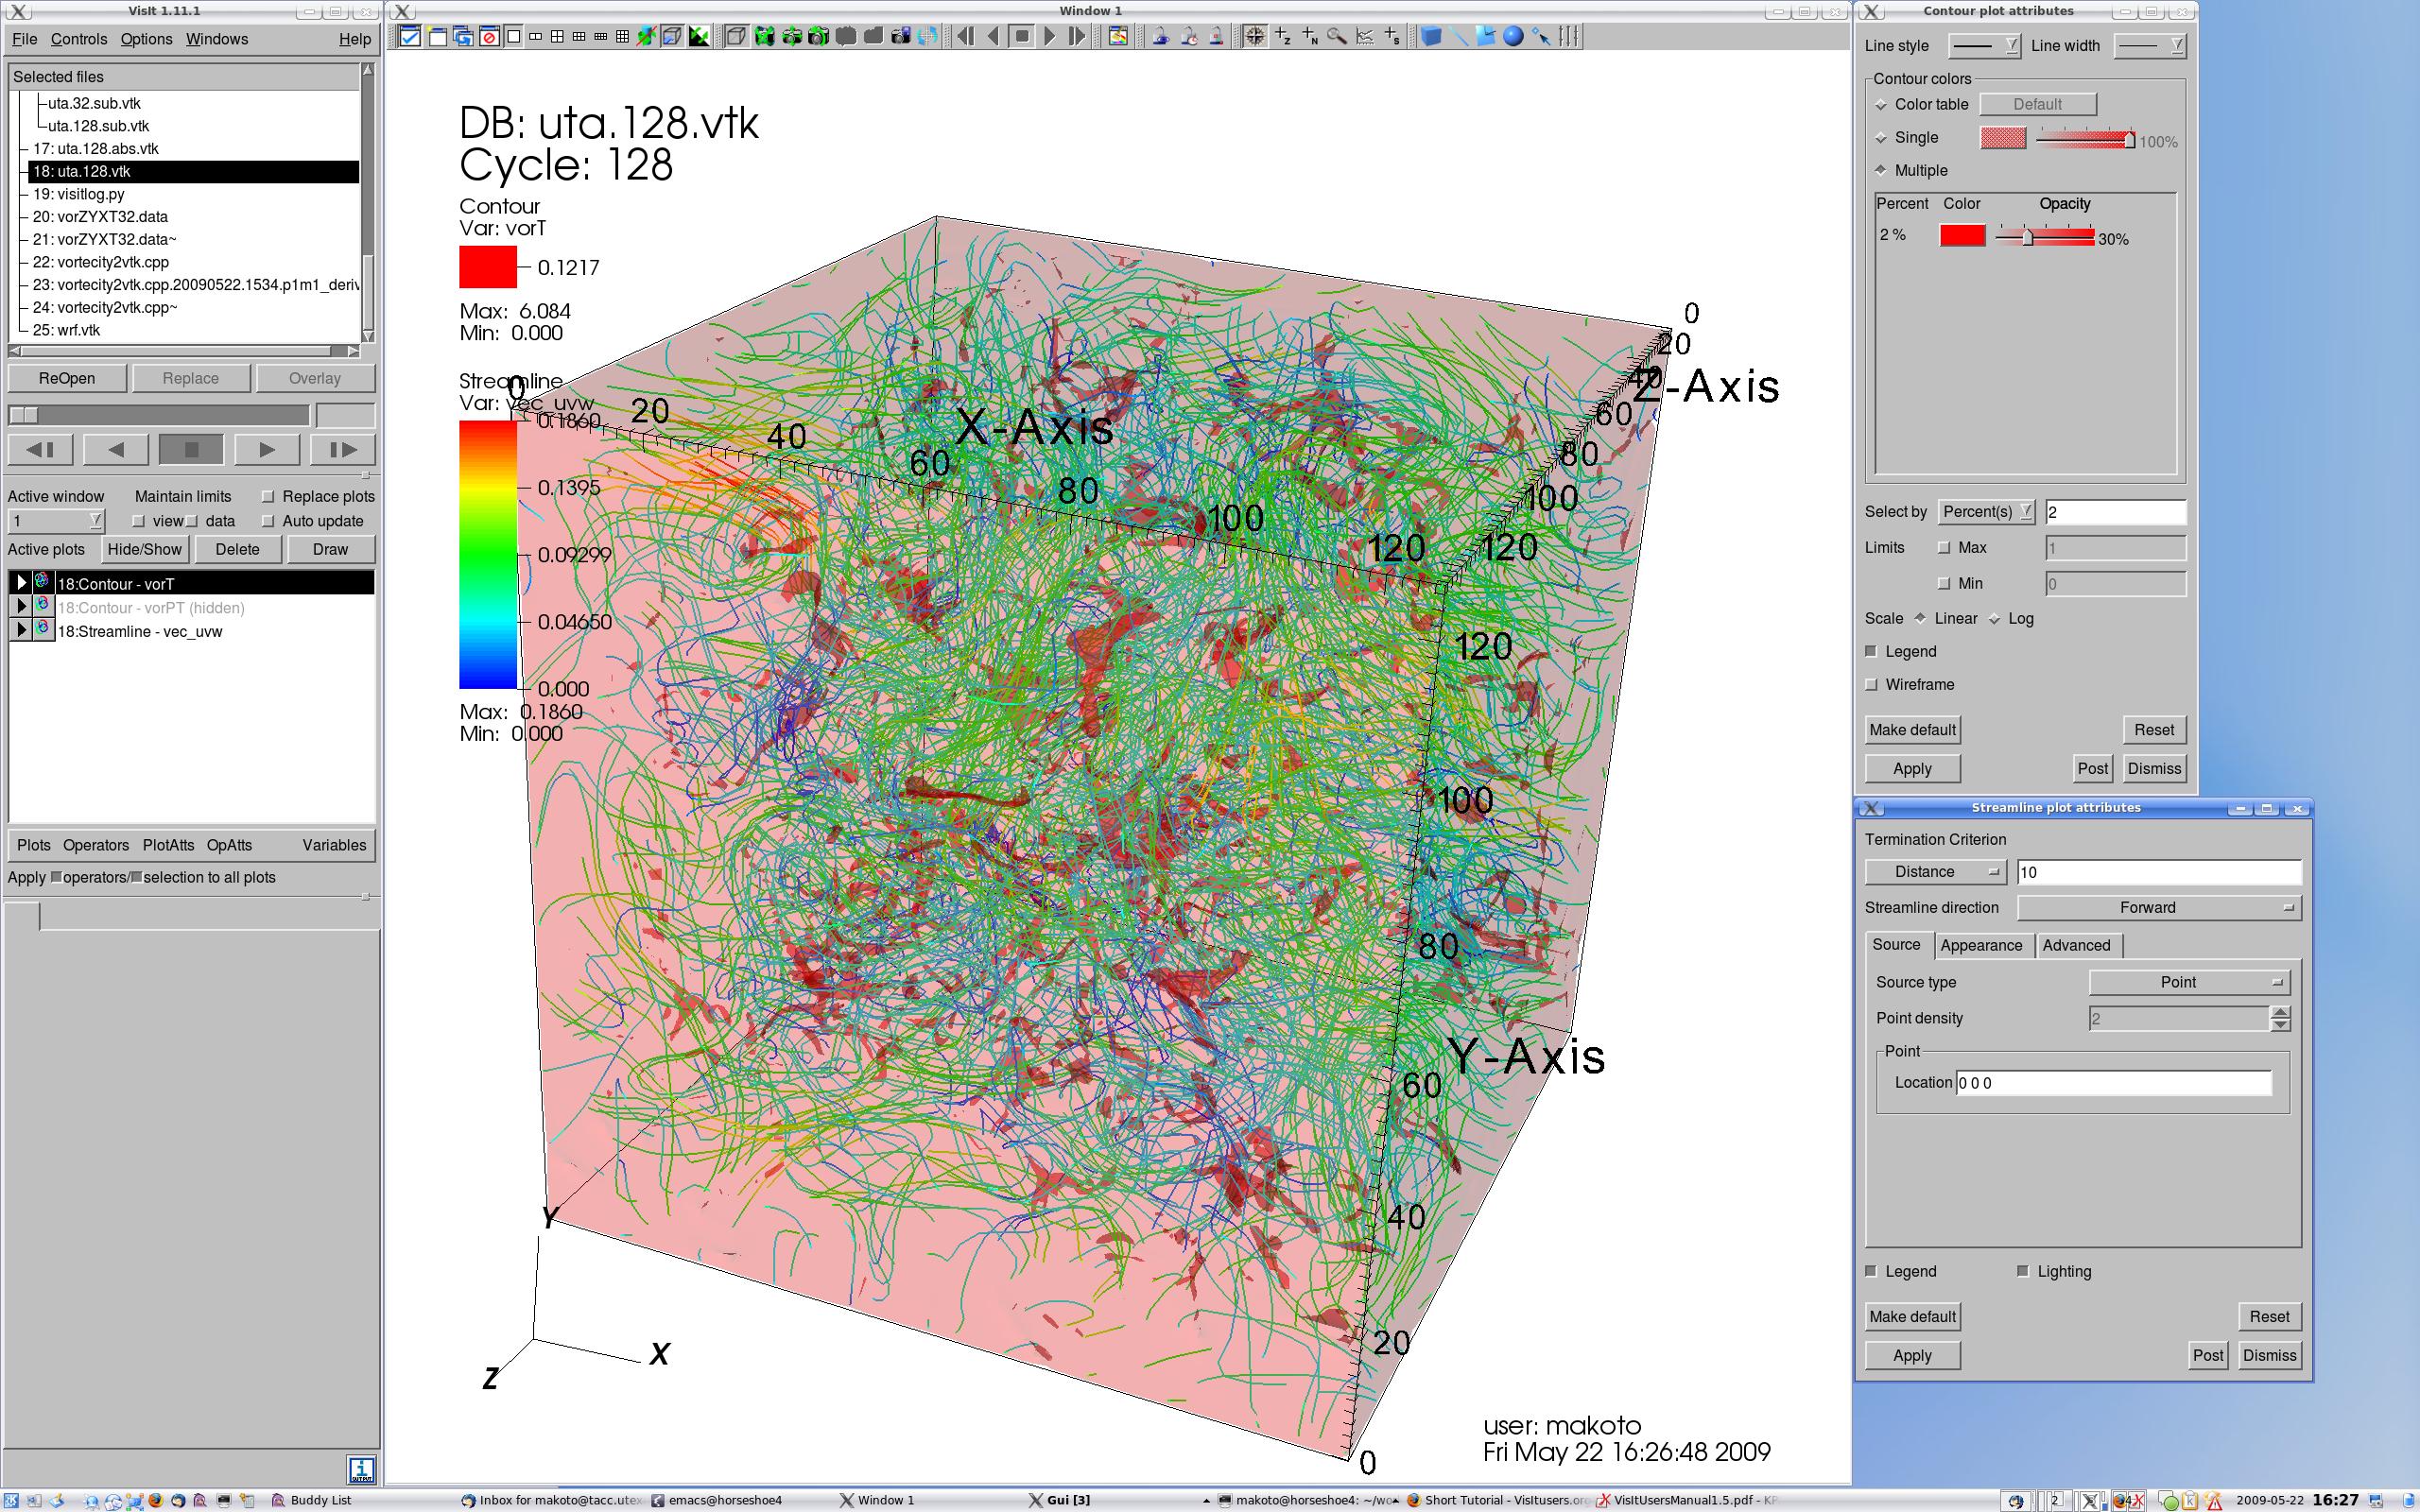 VisIt 1.11.1
File Controls Options Windows Help
Selected files
uta.32.sub.vtk
uta.128.sub.vtk
17: uta.128.abs.vtk
18: uta.128.vtk
19: visitlog.py
20: vorZYXT32.data
21: vorZYXT32.data~
22: vortecity2vtk.cpp
23: vortecity2vtk.cpp.20090522.1534.p1m1_deriv
24: vortecity2vtk.cpp~
25: wrf.vtk
ReOpen Replace Overlay
Active window Maintain limits Replace plots
1 view data Auto update
Active plots Hide/Show Delete Draw
18:Contour - vorT
18:Contour - vorPT (hidden)
18:Streamline - vec_uvw
Plots Operators PlotAtts OpAtts Variables
Apply operators/ selection to all plots
Window 1
DB: uta.128.vtk
Cycle: 128
Contour
Var: vorT
0.1217
Max: 6.084
Min: 0.000
Streamline
Var: vec_uvw
0.1860
0.1395
0.09299
0.04650
0.000
Max: 0.1860
Min: 0.000
0
20
40
60
80
100
120
X-Axis
0
20
40
60
80
100
120
Z-Axis
120
100
80
60
40
20
0
Y-Axis
Y
X
Z
user: makoto
Fri May 22 16:26:48 2009
Contour plot attributes
Line style Line width
Contour colors
Color table Default
Single 100%
Multiple
Percent Color Opacity
2 % 30%
Select by Percent(s) 2
Limits Max 1
Min 0
Scale Linear Log
Legend
Wireframe
Make default Reset
Apply Post Dismiss
Streamline plot attributes
Termination Criterion
Distance 10
Streamline direction Forward
Source Appearance Advanced
Source type Point
Point density 2
Point
Location 0 0 0
Legend Lighting
Make default Reset
Apply Post Dismiss
Buddy List Inbox for makoto@tacc.utex emacs@horseshoe4 Window 1 Gui [3] makoto@horseshoe4: ~/wo Short Tutorial - VisItusers.org VisItUsersManual1.5.pdf - KP 2 2009-05-22 16:27